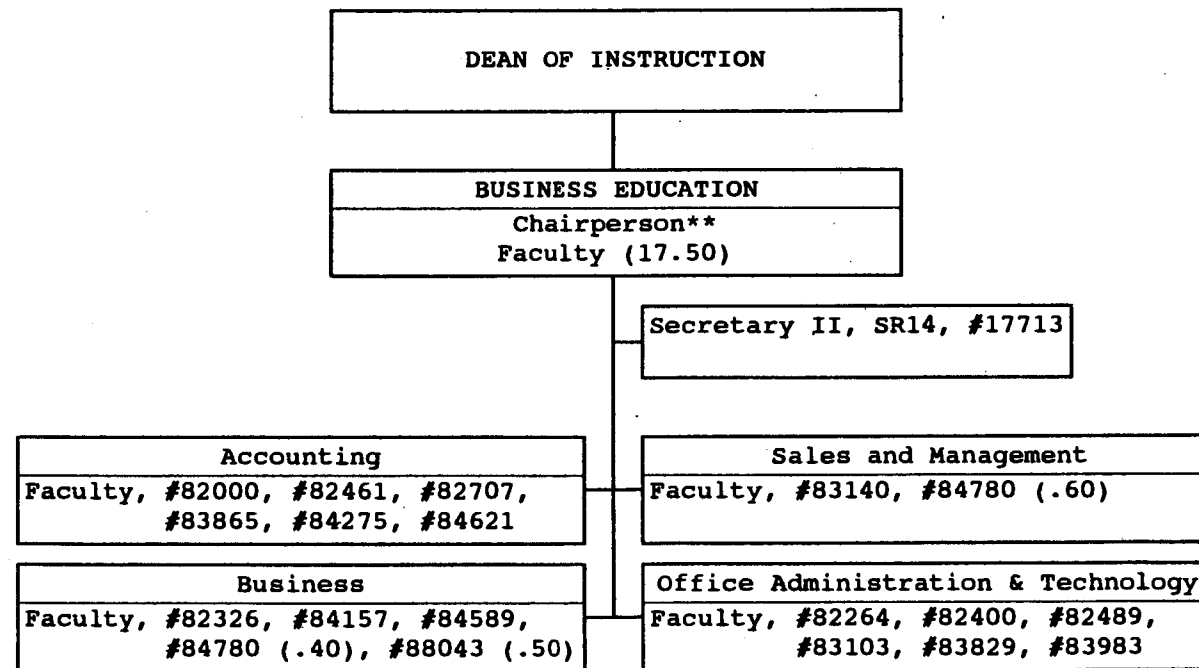 DEAN OF INSTRUCTION
BUSINESS EDUCATION
Chairperson**
Faculty (17.50)
Secretary II, SR14, #17713
Accounting
Faculty, #82000, #82461, #82707,
#83865, #84275, #84621
Sales and Management
Faculty, #83140, #84780 (.60)
Business
Faculty, #82326, #84157, #84589,
#84780 (.40), #88043 (.50)
Office Administration & Technology
Faculty, #82264, #82400, #82489,
#83103, #83829, #83983